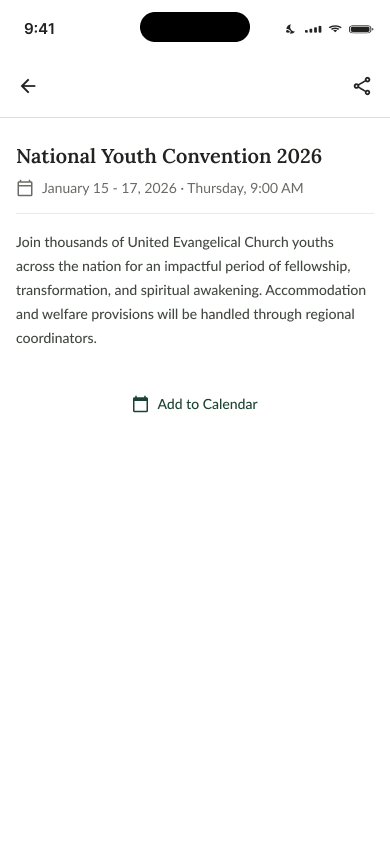 9:41
National Youth Convention 2026
January 15 - 17, 2026 · Thursday, 9:00 AM
Join thousands of United Evangelical Church youths
across the nation for an impactful period of fellowship,
transformation, and spiritual awakening. Accommodation
and welfare provisions will be handled through regional
coordinators.
Add to Calendar